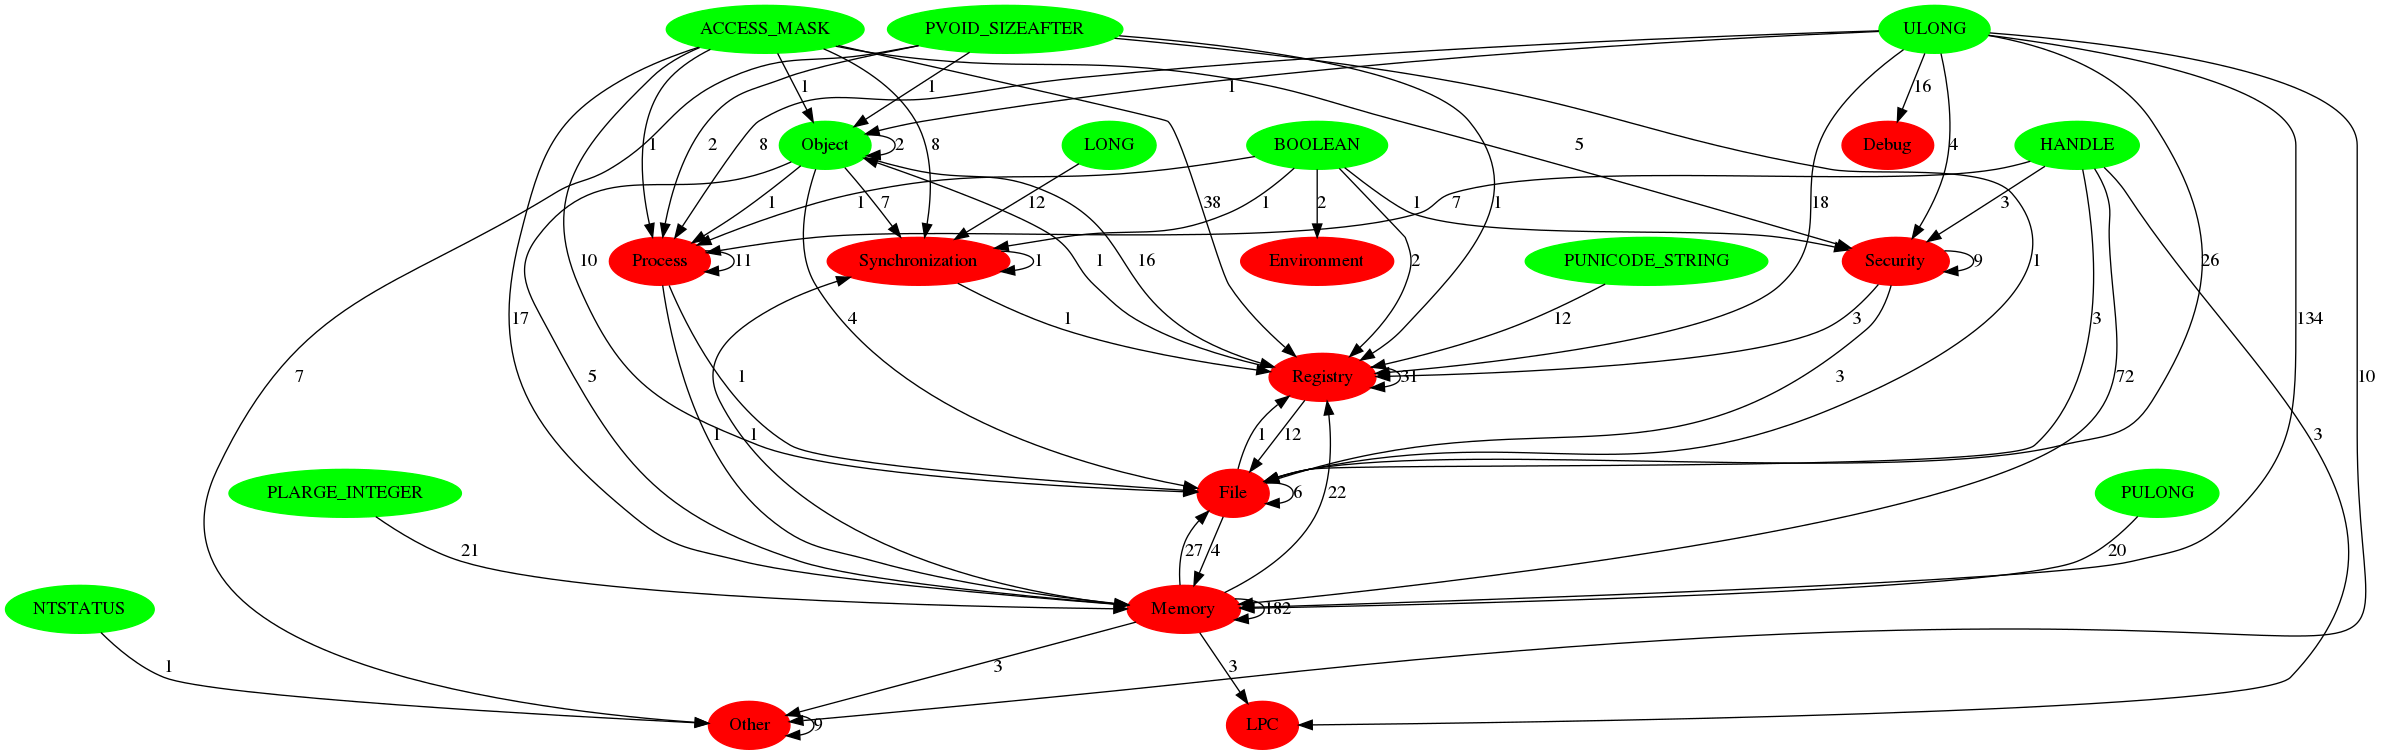 ACCESS_MASK
PVOID_SIZEAFTER
ULONG
1
1
1
16
Object
2
LONG
BOOLEAN
Debug
HANDLE
1
2
8
8
5
4
1
7
1
12
38
1
2
1
7
1
18
3
Process
11
Synchronization
1
Environment
PUNICODE_STRING
Security
9
10
1
16
2
1
26
17
4
1
12
3
3
134
7
5
1
Registry
31
3
72
10
1
1
1
12
3
PLARGE_INTEGER
File
6
PULONG
22
21
27
4
20
NTSTATUS
Memory
182
1
3
3
Other
9
LPC